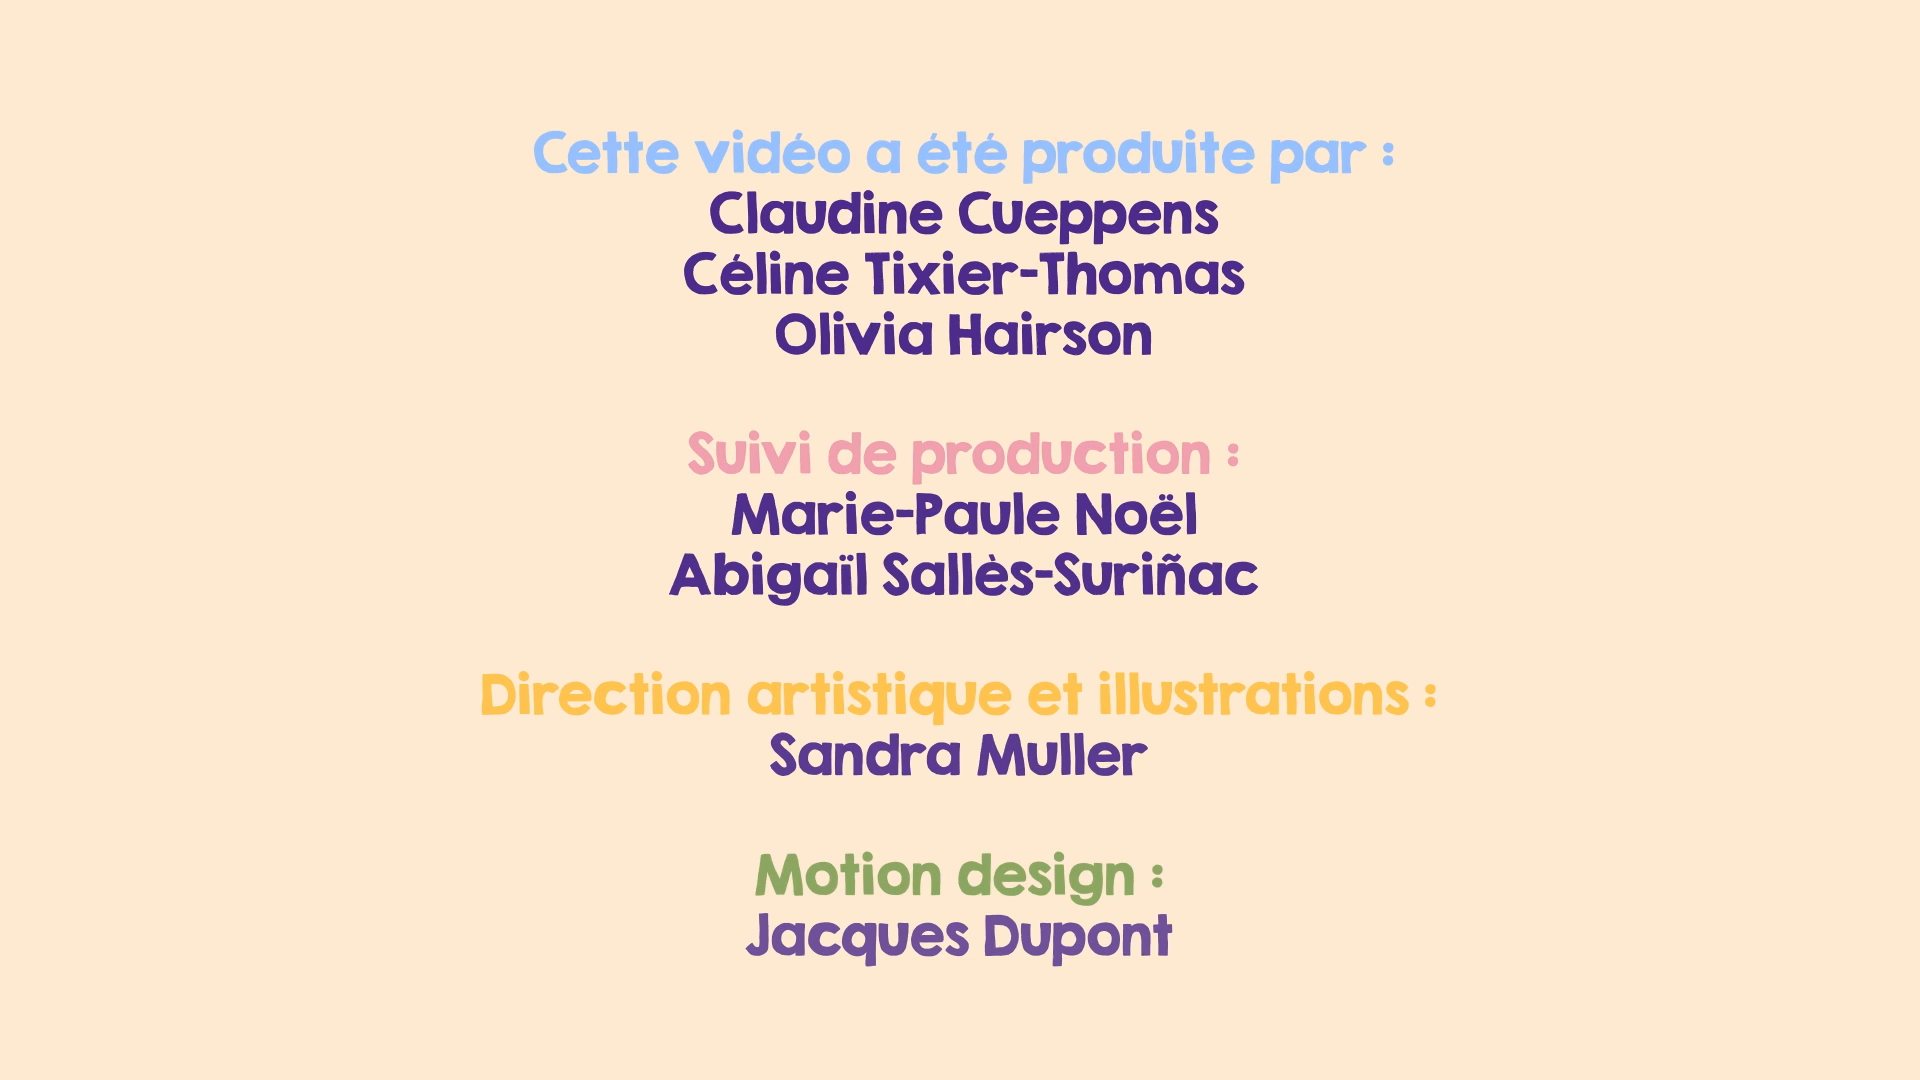 Cette vidéo a été produite par :
Claudine Cueppens
Céline Tixier-Thomas
Olivia Hairson
Suivi de production :
Marie-Paule Noël
Abigaïl Sallès-Suriñac
Direction artistique et illustrations :
Sandra Muller
Motion design :
Jacques Dupont